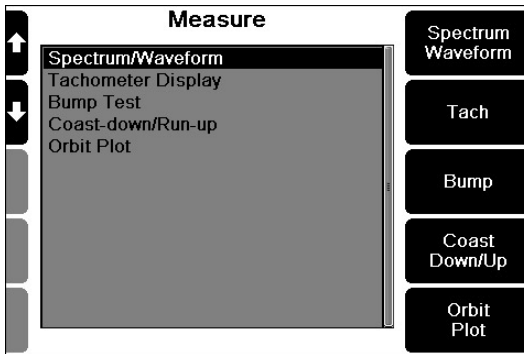 Measure
Spectrum/Waveform
Tachometer Display
Bump Test
Coast-down/Run-up
Orbit Plot
Spectrum
Waveform
Tach
Bump
Coast
Down/Up
Orbit
Plot